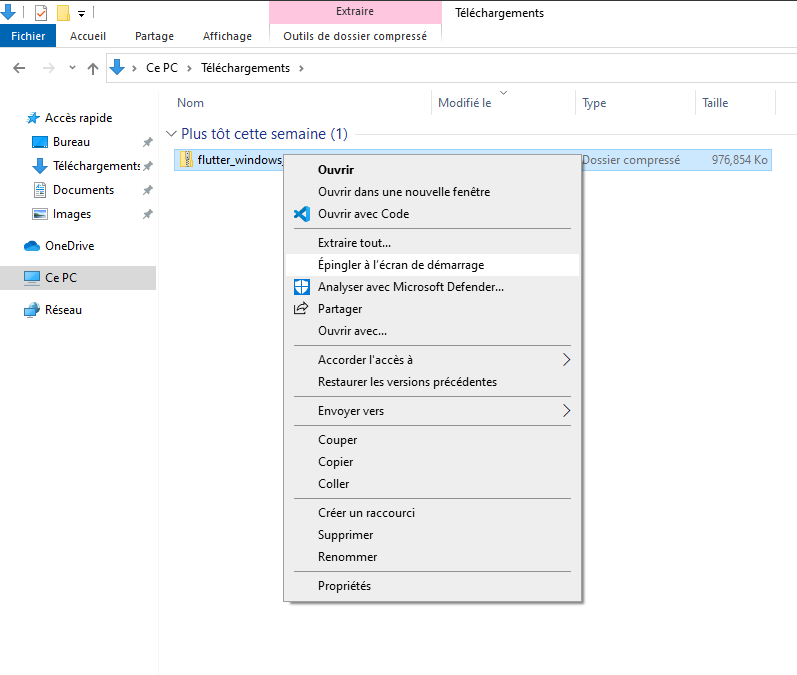 Extraire
Téléchargements
Fichier
Accueil
Partage
Affichage
Outils de dossier compressé
Ce PC
Téléchargements
Accès rapide
Bureau
Téléchargements
Documents
Images
OneDrive
Ce PC
Réseau
Nom
Modifié le
Type
Taille
Plus tôt cette semaine (1)
flutter_windows_
Dossier compressé
976,854 Ko
Ouvrir
Ouvrir dans une nouvelle fenêtre
Ouvrir avec Code
Extraire tout...
Épingler à l'écran de démarrage
Analyser avec Microsoft Defender...
Partager
Ouvrir avec...
Accorder l'accès à
Restaurer les versions précédentes
Envoyer vers
Couper
Copier
Coller
Créer un raccourci
Supprimer
Renommer
Propriétés